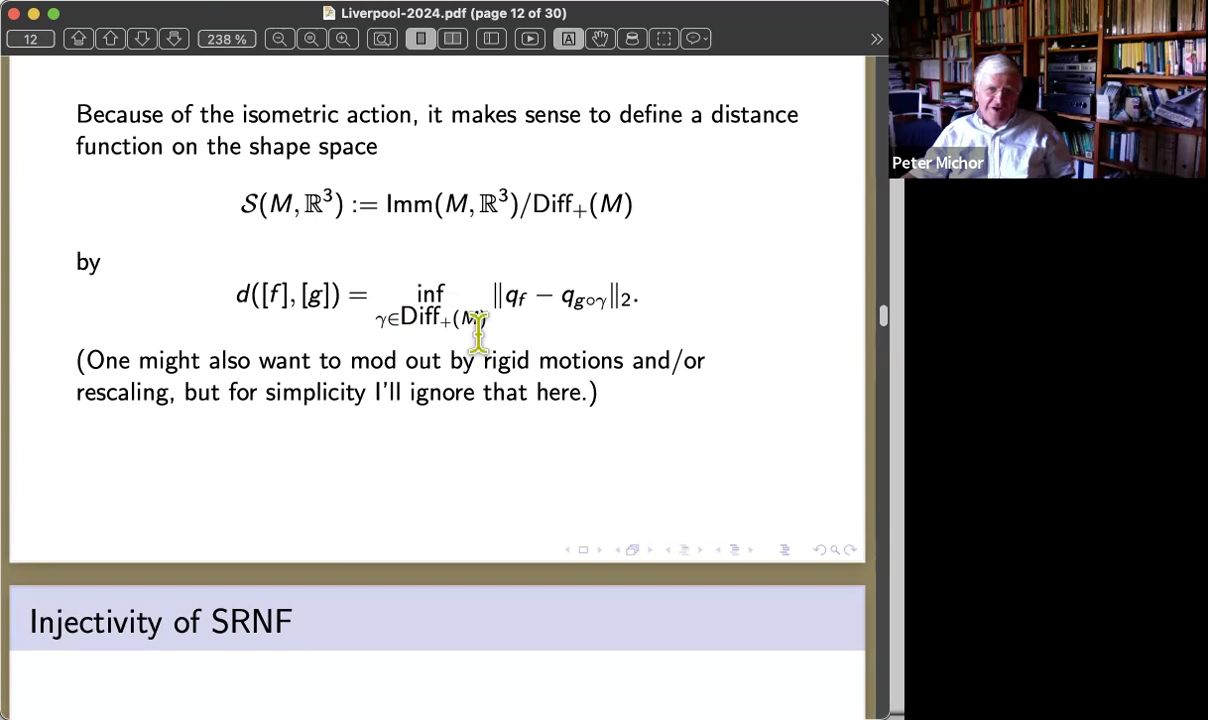 Liverpool-2024.pdf (page 12 of 30)
12
238 %
Because of the isometric action, it makes sense to define a distance
function on the shape space
𝒮(M, ℝ³) := Imm(M, ℝ³)/Diff₊(M)
by
d([f], [g]) = inf_{γ∈Diff₊(M)} ‖q_f − q_{g∘γ}‖₂.
(One might also want to mod out by rigid motions and/or
rescaling, but for simplicity I'll ignore that here.)
Injectivity of SRNF
Peter Michor